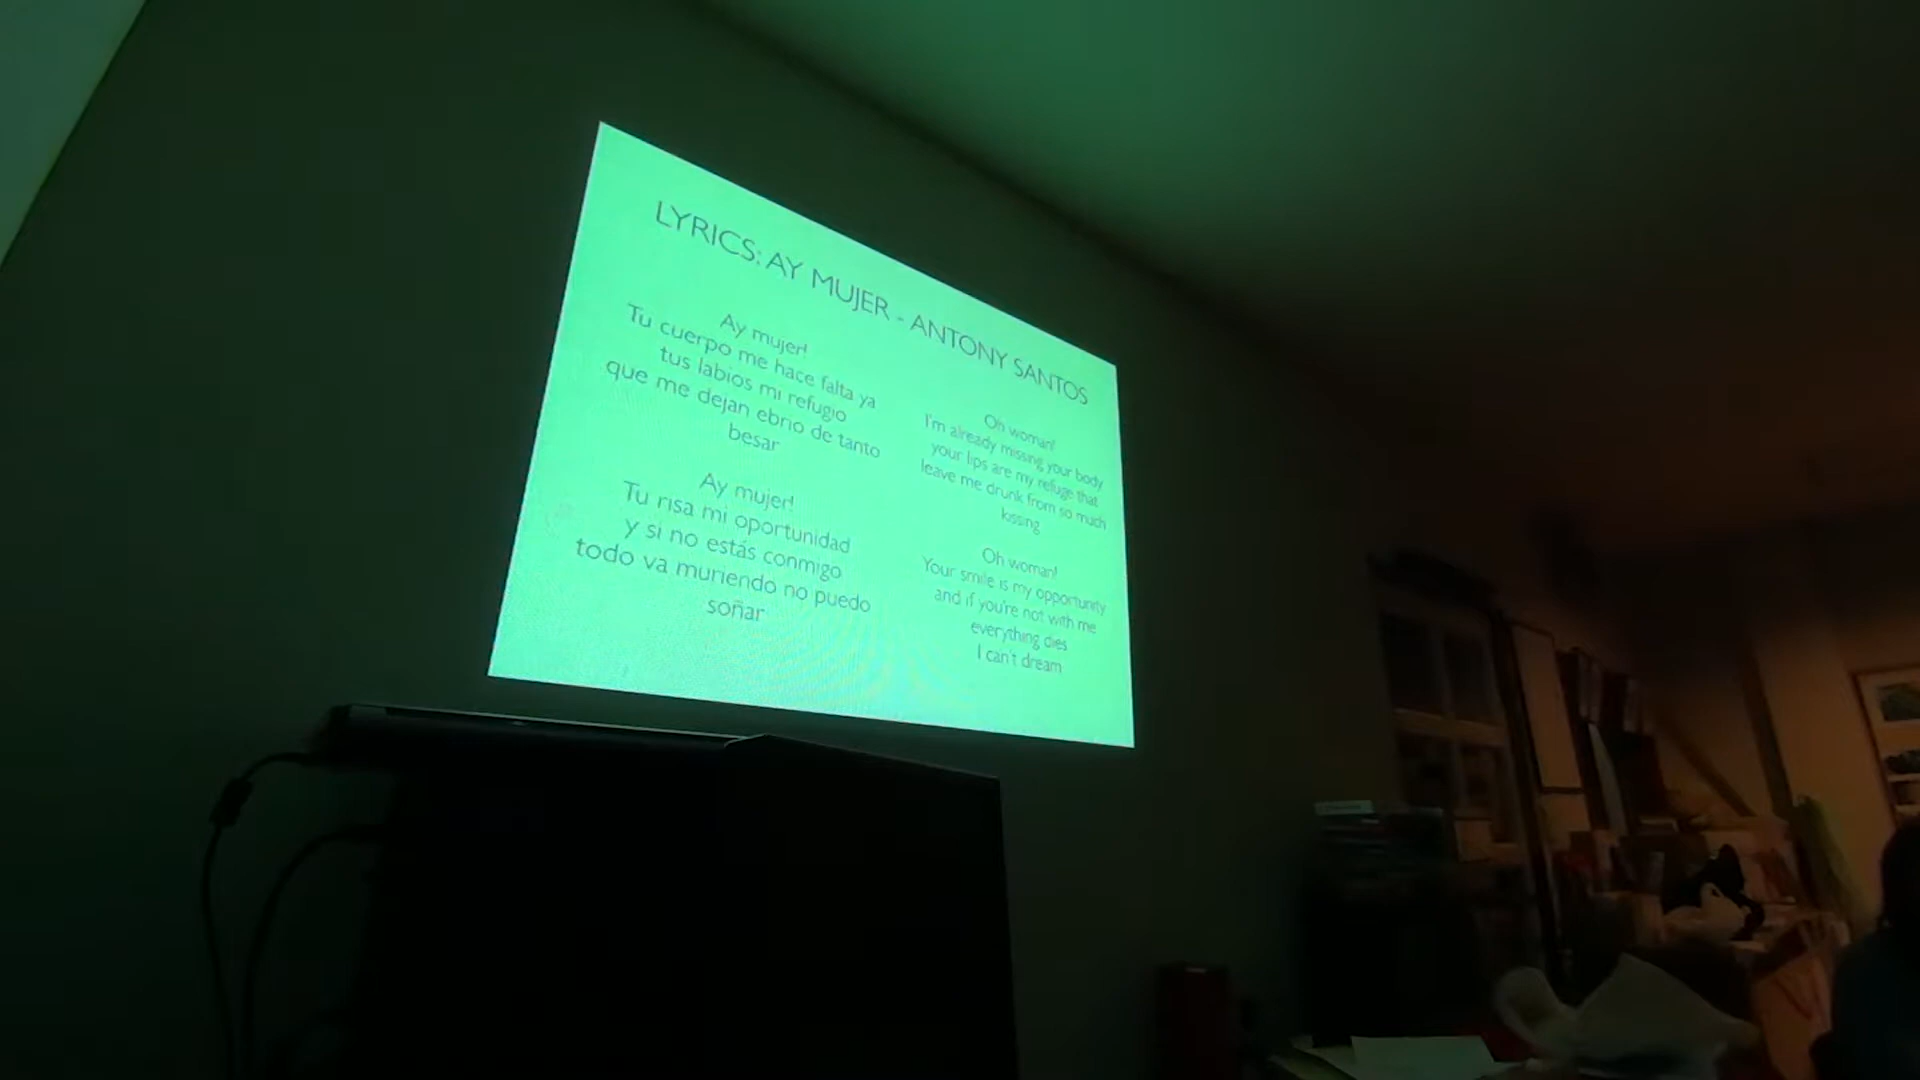 LYRICS: AY MUJER - ANTONY SANTOS
Ay mujer!
Tu cuerpo me hace falta ya
tus labios mi refugio
que me dejan ebrio de tanto
besar
Ay mujer!
Tu risa mi oportunidad
y si no estás conmigo
todo va muriendo no puedo
soñar
Oh woman!
I'm already missing your body
your lips are my refuge that
leave me drunk from so much
kissing
Oh woman!
Your smile is my opportunity
and if you're not with me
everything dies
I can't dream